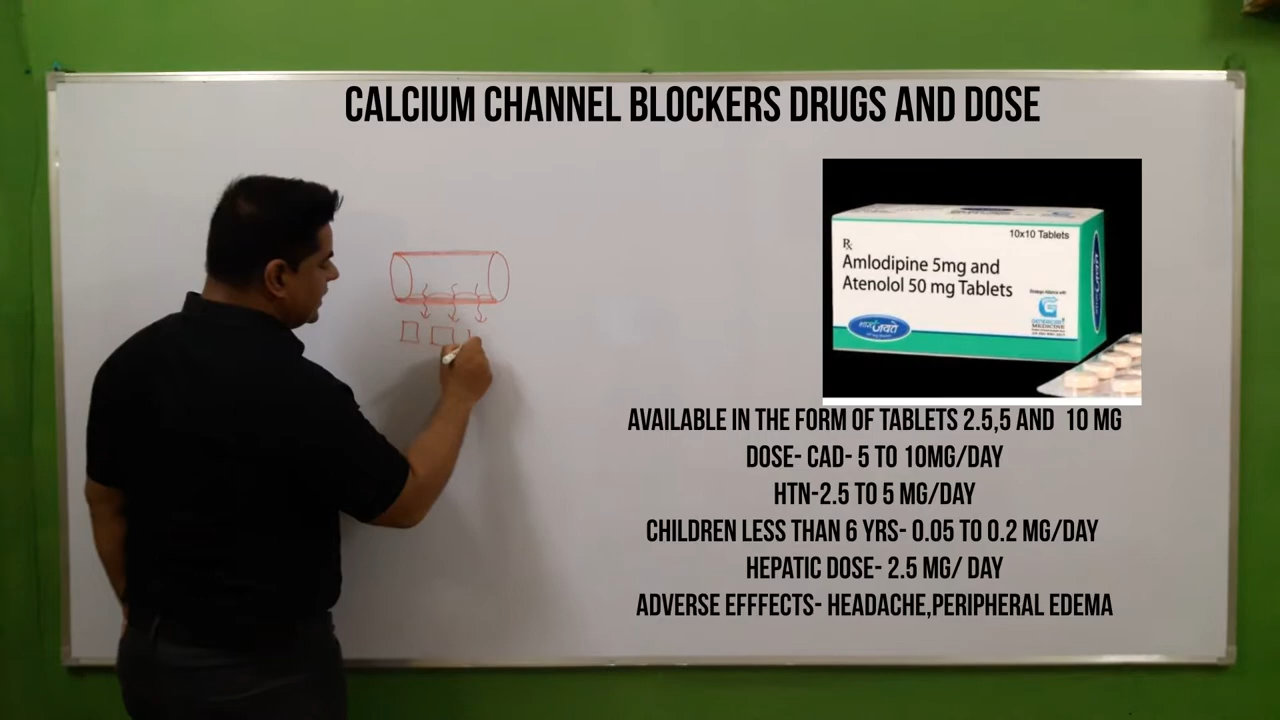 CALCIUM CHANNEL BLOCKERS DRUGS AND DOSE
10x10 Tablets
Rx
Amlodipine 5mg and
Atenolol 50 mg Tablets
MEDICINE
AVAILABLE IN THE FORM OF TABLETS 2.5,5 AND 10 MG
DOSE- CAD- 5 TO 10MG/DAY
HTN-2.5 TO 5 MG/DAY
CHILDREN LESS THAN 6 YRS- 0.05 TO 0.2 MG/DAY
HEPATIC DOSE- 2.5 MG/ DAY
ADVERSE EFFFECTS- HEADACHE,PERIPHERAL EDEMA